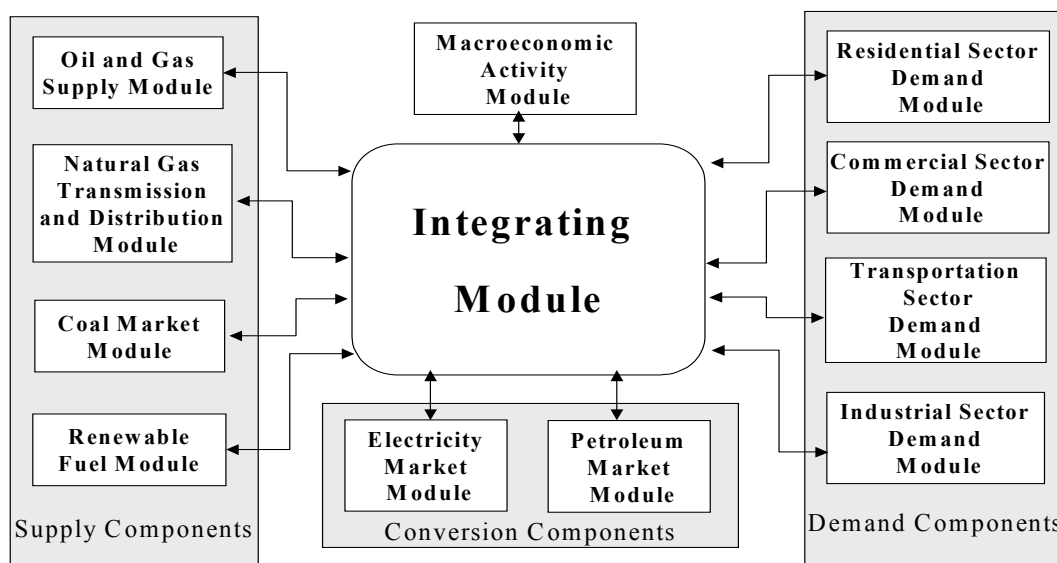 Oil and Gas
Supply Module
Natural Gas
Transmission
and Distribution
Module
Coal Market
Module
Renewable
Fuel Module
Supply Components
Macroeconomic
Activity
Module
Integrating
Module
Electricity
Market
Module
Petroleum
Market
Module
Conversion Components
Residential Sector
Demand
Module
Commercial Sector
Demand
Module
Transportation
Sector
Demand
Module
Industrial Sector
Demand
Module
Demand Components